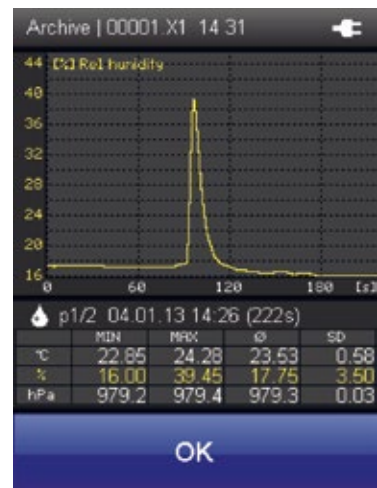 Archive | 00001.X1 14:31
44 [%] Rel humidity
40
36
32
28
24
20
16
0 60 120 180 [s]
p1/2 04.01.13 14:26 (222s)
MIN MAX Ø SD
°C 22.85 24.28 23.53 0.58
% 16.00 39.45 17.75 3.50
hPa 979.2 979.4 979.3 0.03
OK